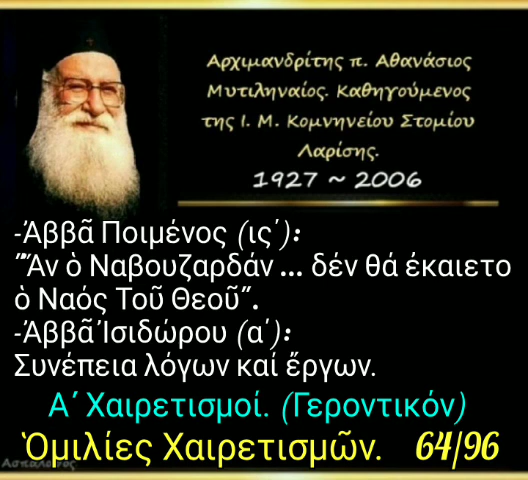 Αρχιμανδρίτης π. Αθανάσιος
Μυτιληναίος. Καθηγούμενος
της Ι. Μ. Κομνηνείου Στομίου
Λαρίσης.
1927 ~ 2006
-Ἀββᾶ Ποιμένος (ις΄):
"Ἄν ὁ Ναβουζαρδάν ... δέν θά ἐκαιετο
ὁ Ναός Τοῦ Θεοῦ".
-Ἀββᾶ Ἰσιδώρου (α΄):
Συνέπεια λόγων καί ἔργων.
Α΄ Χαιρετισμοί. (Γεροντικόν)
Ὁμιλίες Χαιρετισμῶν. 64/96